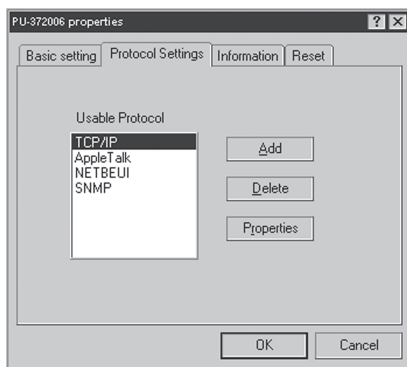 PU-372006 properties
Basic setting Protocol Settings Information Reset
Usable Protocol
TCP/IP
AppleTalk
NETBEUI
SNMP
Add
Delete
Properties
OK Cancel